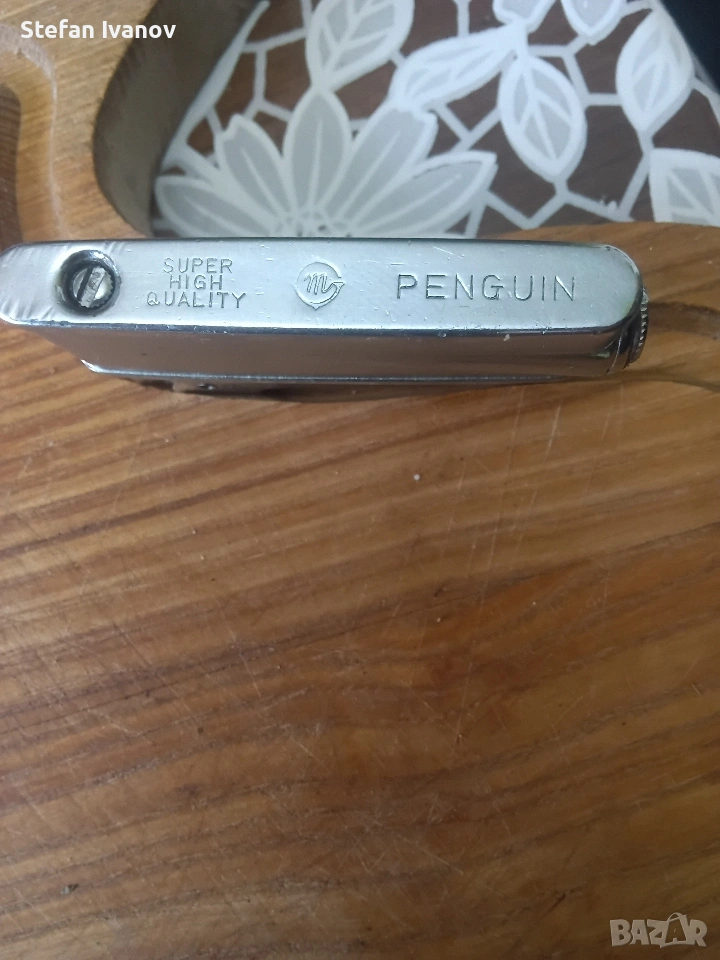 Stefan Ivanov
SUPER
HIGH
QUALITY
m
PENGUIN
BAZAR